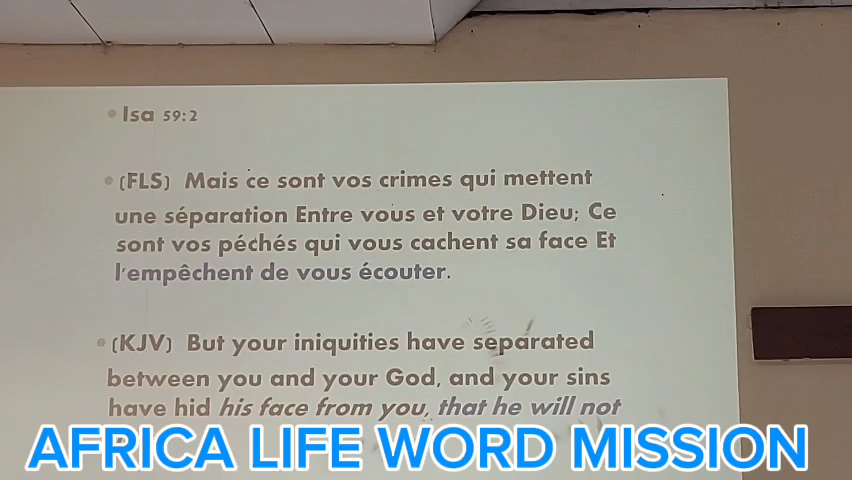 Isa 59:2
(FLS) Mais ce sont vos crimes qui mettent
une séparation Entre vous et votre Dieu; Ce
sont vos péchés qui vous cachent sa face Et
l'empêchent de vous écouter.
(KJV) But your iniquities have separated
between you and your God, and your sins
have hid his face from you, that he will not
AFRICA LIFE WORD MISSION